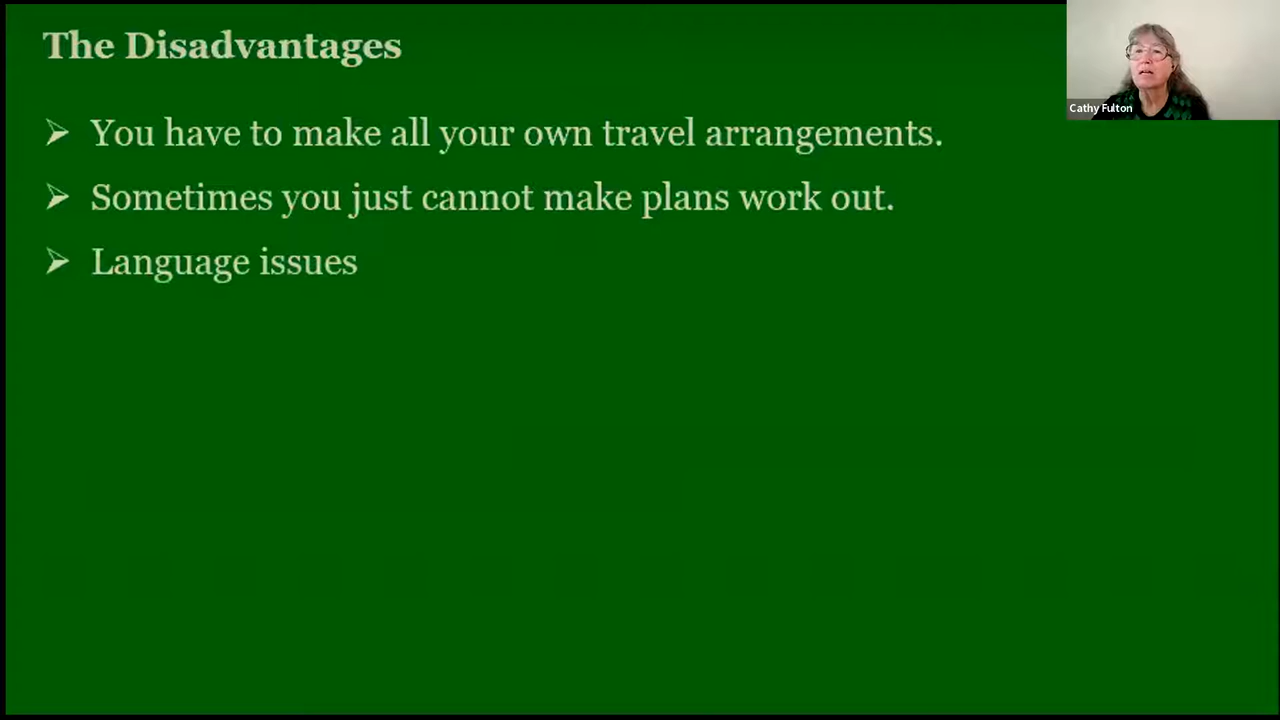 The Disadvantages
You have to make all your own travel arrangements.
Sometimes you just cannot make plans work out.
Language issues
Cathy Fulton